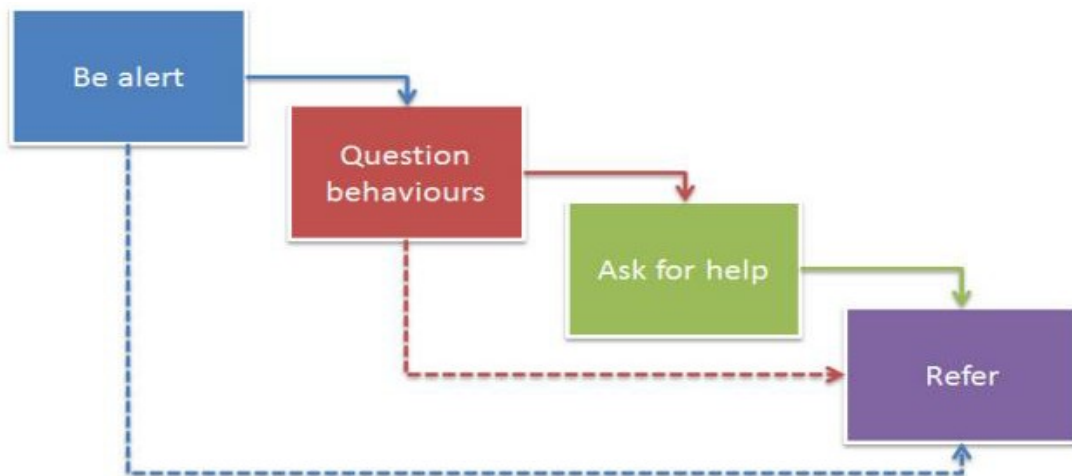 Be alert
Question
behaviours
Ask for help
Refer